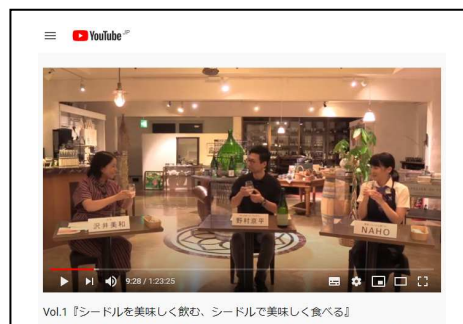 YouTube JP
沢井美和
野村京平
NAHO
9:28 / 1:23:25
Vol.1『シードルを美味しく飲む、シードルで美味しく食べる』